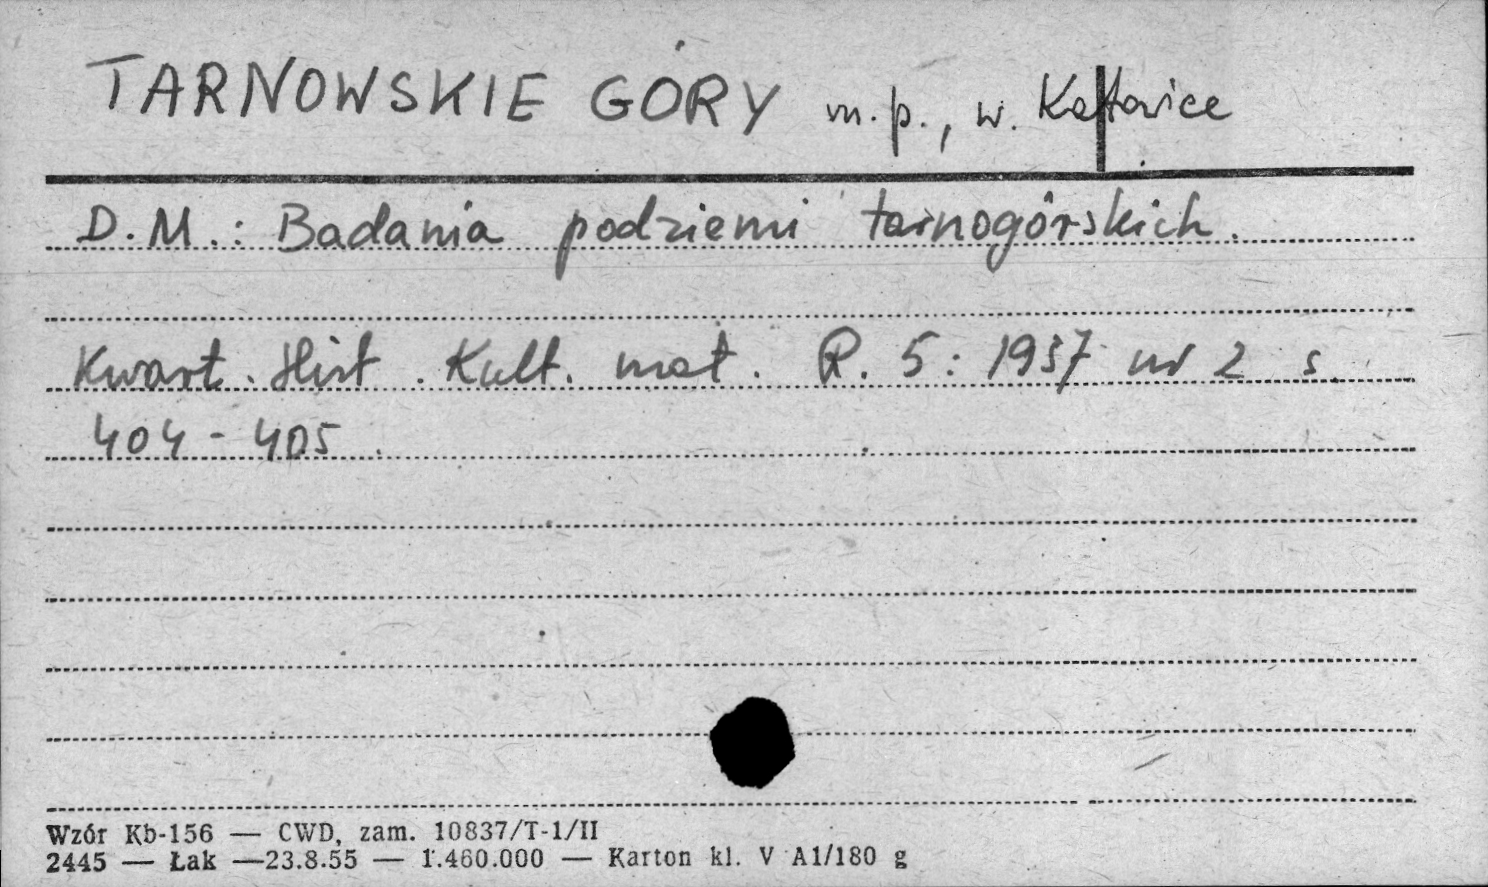 TARNOWSKIE GÓRY m.p., w. Katowice
D.M.: Badania podziemi tarnogórskich.
Kwart. Hist. Kult. mat. R. 5: 1957 nr 2 s.
404-405.
Wzór Kb-156 — CWD, zam. 10837/T-1/II
2445 — Łak —23.8.55 — 1.460.000 — Karton kl. V A1/180 g